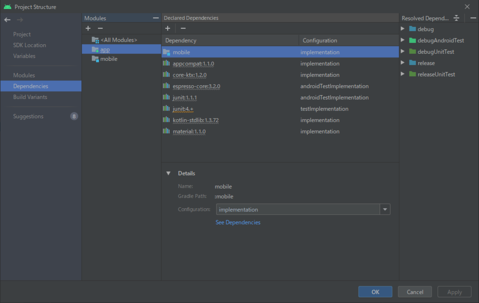 Project Structure
Project
SDK Location
Variables
Modules
Dependencies
Build Variants
Suggestions
Modules
<All Modules>
app
mobile
Declared Dependencies
Dependency Configuration
mobile implementation
appcompat:1.1.0 implementation
core-ktx:1.2.0 implementation
espresso-core:3.2.0 androidTestImplementation
junit:1.1.1 androidTestImplementation
junit:4.+ testImplementation
kotlin-stdlib:1.3.72 implementation
material:1.1.0 implementation
Details
Name: mobile
Gradle Path: :mobile
Configuration: implementation
See Dependencies
Resolved Depend...
debug
debugAndroidTest
debugUnitTest
release
releaseUnitTest
OK Cancel Apply